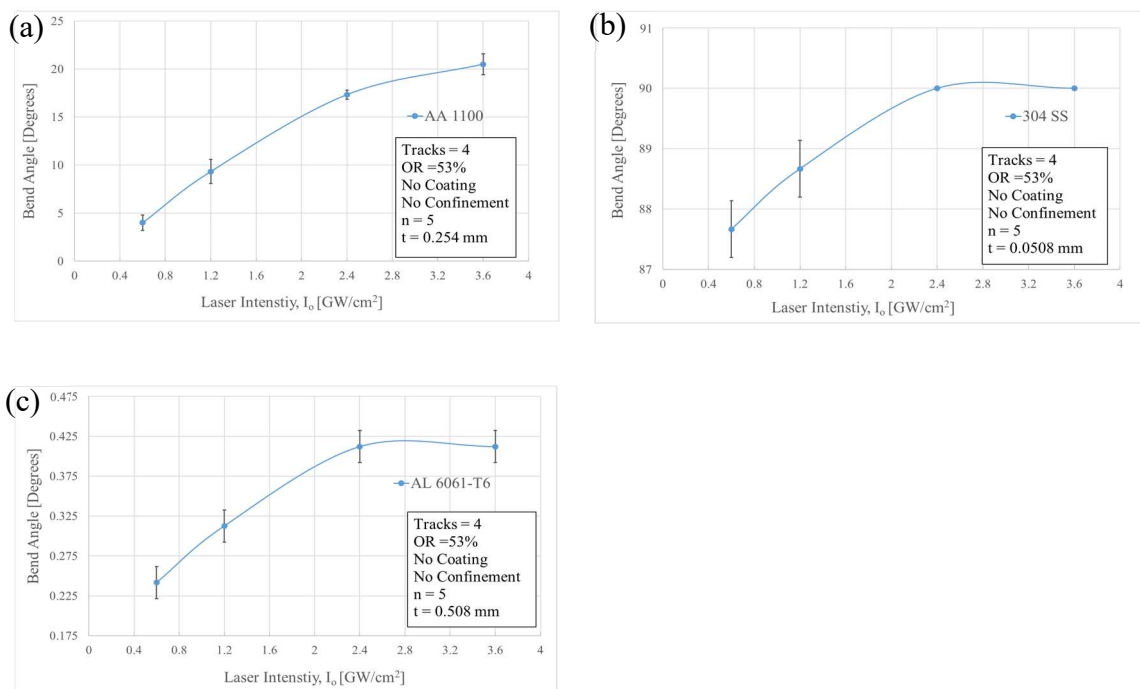 (a)
25
20
15
10
5
0
Bend Angle [Degrees]
AA 1100
Tracks = 4
OR =53%
No Coating
No Confinement
n = 5
t = 0.254 mm
0 0.4 0.8 1.2 1.6 2 2.4 2.8 3.2 3.6 4
Laser Intenstiy, Iₒ [GW/cm²]
(b)
91
90
89
88
87
Bend Angle [Degrees]
304 SS
Tracks = 4
OR =53%
No Coating
No Confinement
n = 5
t = 0.0508 mm
0 0.4 0.8 1.2 1.6 2 2.4 2.8 3.2 3.6 4
Laser Intenstiy, Iₒ [GW/cm²]
(c)
0.475
0.425
0.375
0.325
0.275
0.225
0.175
Bend Angle [Degrees]
AL 6061-T6
Tracks = 4
OR =53%
No Coating
No Confinement
n = 5
t = 0.508 mm
0 0.4 0.8 1.2 1.6 2 2.4 2.8 3.2 3.6 4
Laser Intenstiy, Iₒ [GW/cm²]